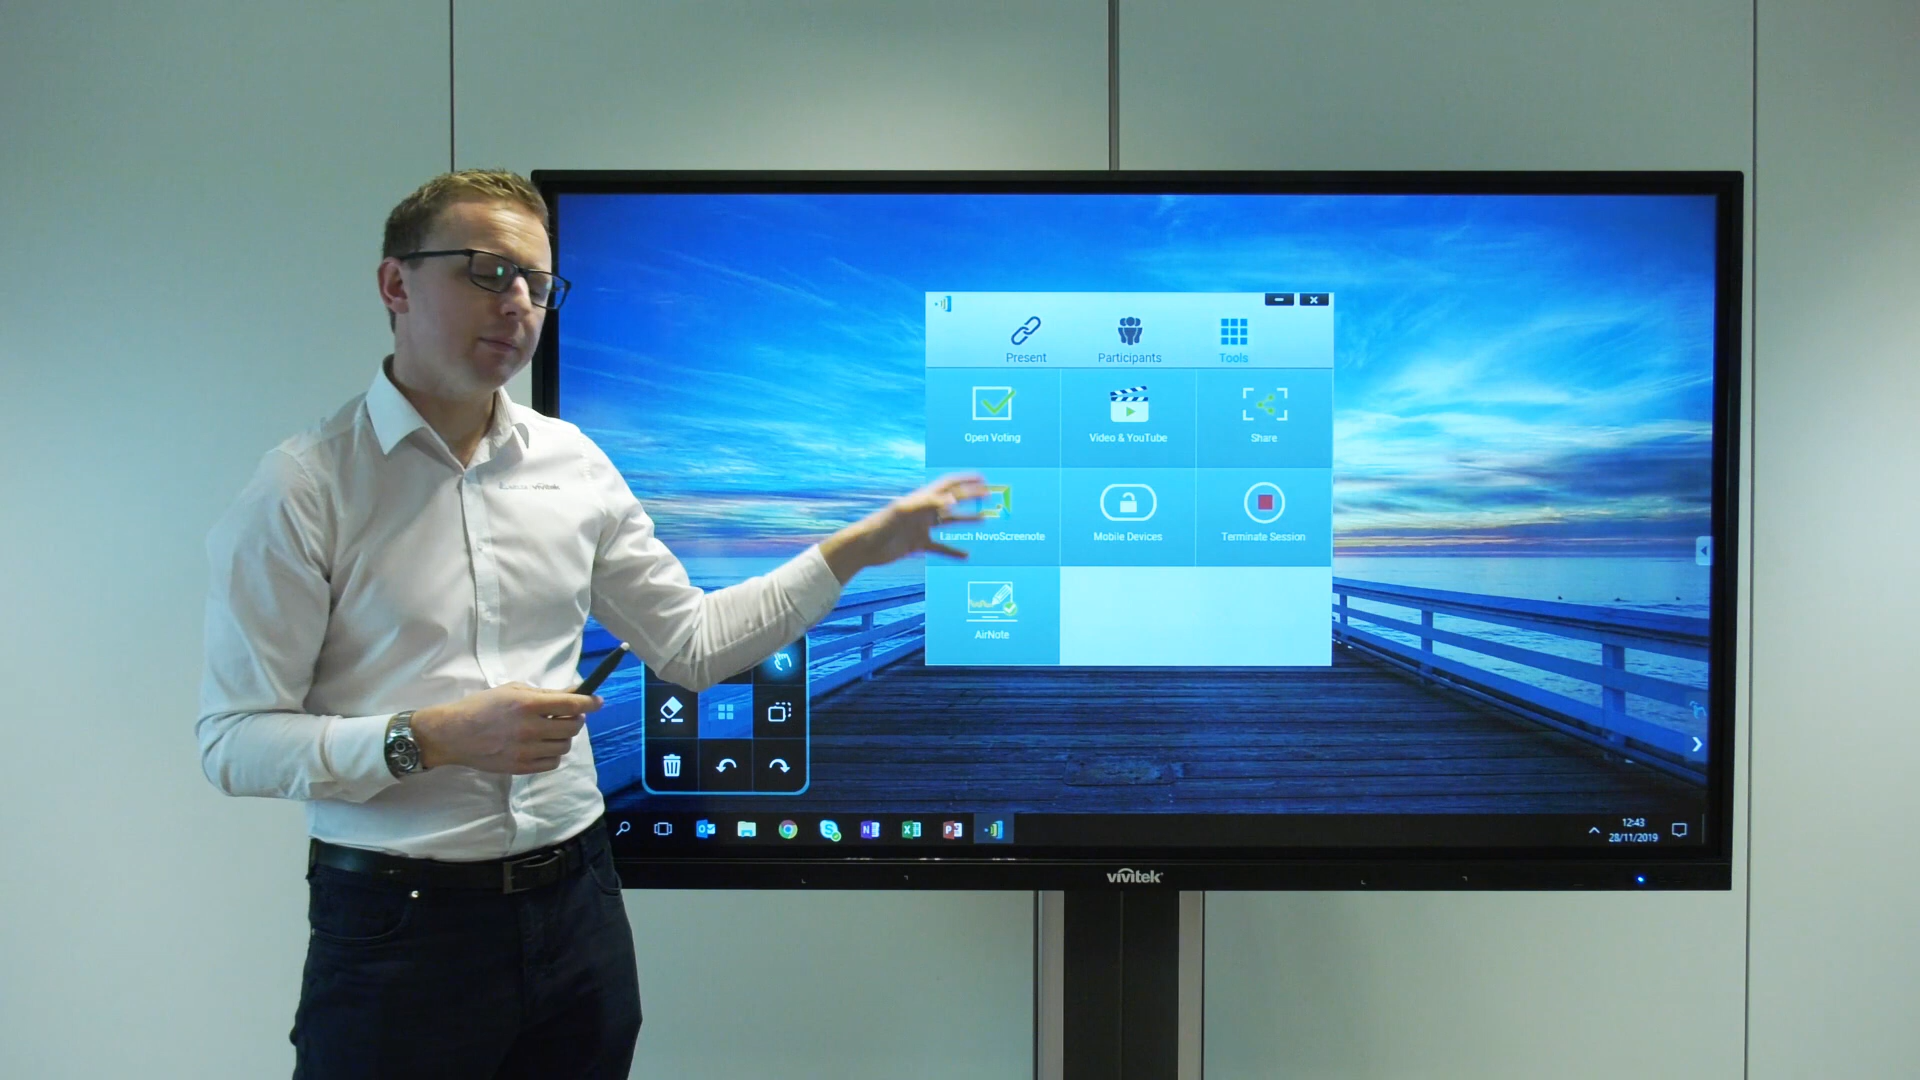 Present
Participants
Tools
Open Voting
Video & YouTube
Share
Launch NovoScreenote
Mobile Devices
Terminate Session
AirNote
vivitek
12:43
28/11/2019
vivitek